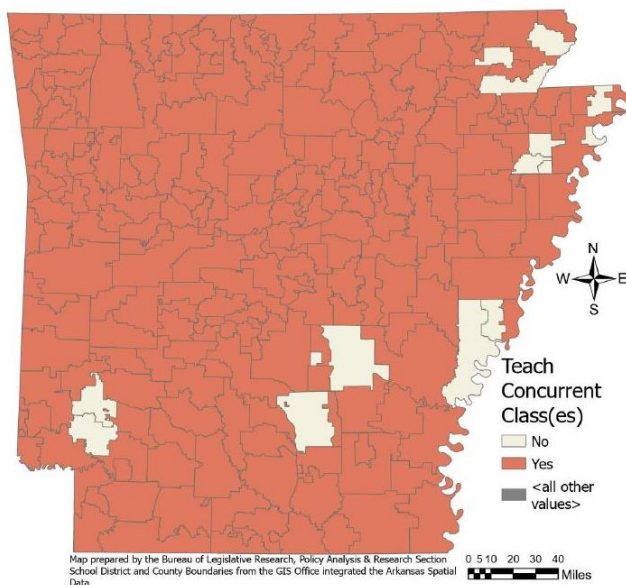 N
W E
S
Teach
Concurrent
Class(es)
No
Yes
<all other
values>
Map prepared by the Bureau of Legislative Research, Policy Analysis & Research Section
School District and County Boundaries from the GIS Office integrated the Arkansas Spatial
Data
0 5 10 20 30 40
Miles